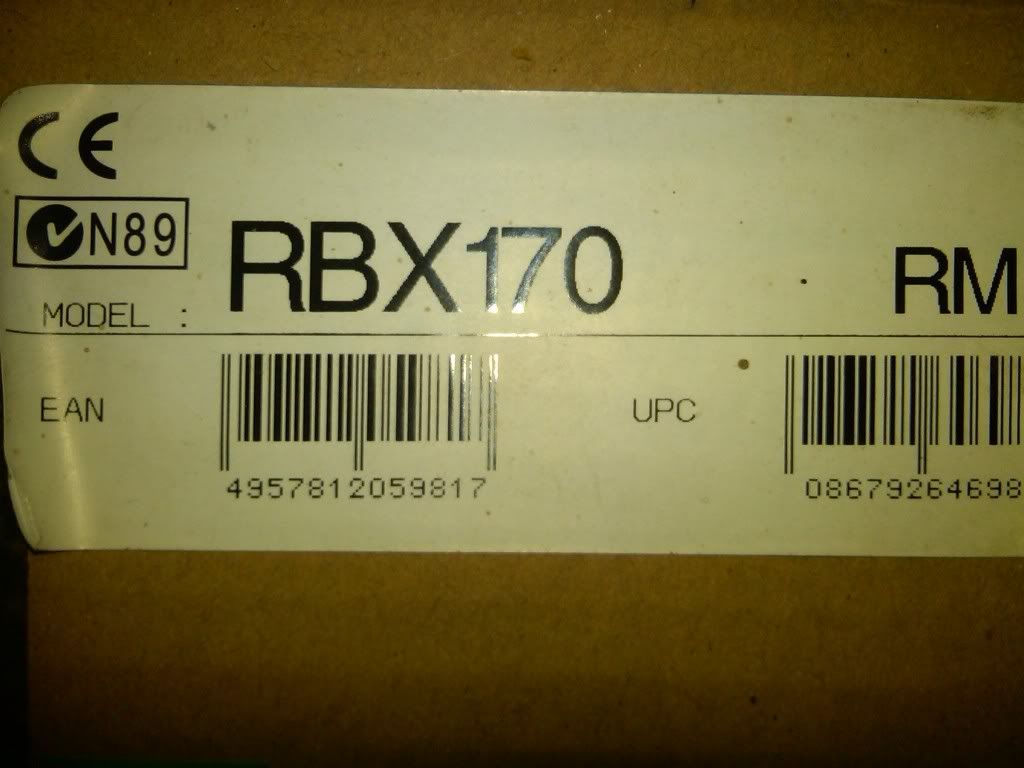 CE
N89
MODEL : RBX170 RM
EAN UPC
4957812059817 08679264698